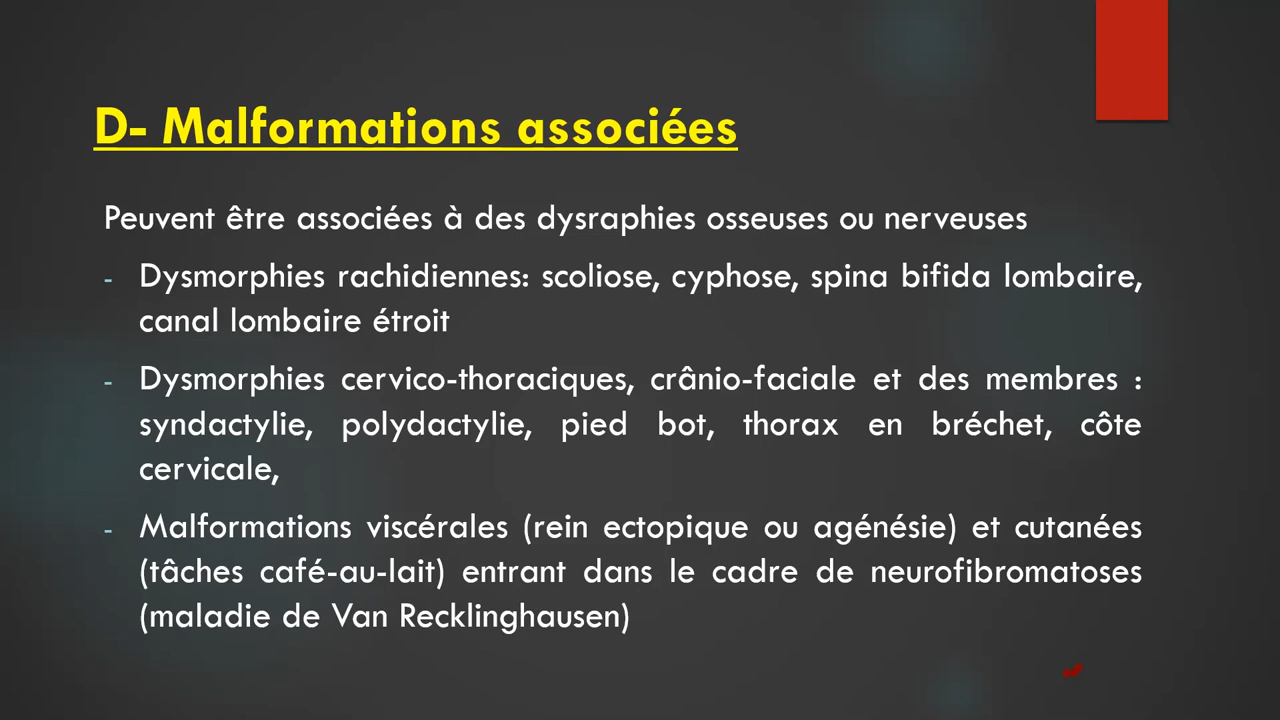 D- Malformations associées
Peuvent être associées à des dysraphies osseuses ou nerveuses
- Dysmorphies rachidiennes: scoliose, cyphose, spina bifida lombaire,
canal lombaire étroit
- Dysmorphies cervico-thoraciques, crânio-faciale et des membres :
syndactylie, polydactylie, pied bot, thorax en bréchet, côte
cervicale,
- Malformations viscérales (rein ectopique ou agénésie) et cutanées
(tâches café-au-lait) entrant dans le cadre de neurofibromatoses
(maladie de Van Recklinghausen)